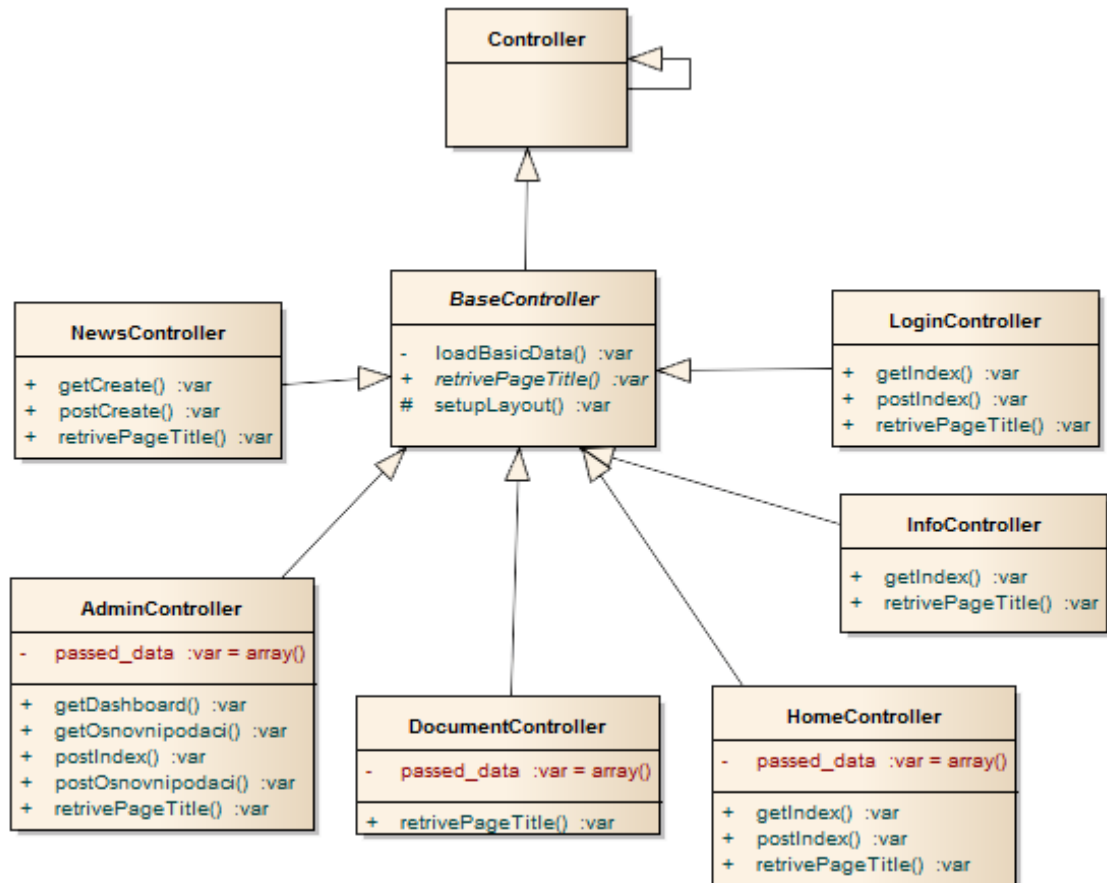 Controller
BaseController
- loadBasicData() :var
+ retrivePageTitle() :var
# setupLayout() :var
NewsController
+ getCreate() :var
+ postCreate() :var
+ retrivePageTitle() :var
LoginController
+ getIndex() :var
+ postIndex() :var
+ retrivePageTitle() :var
InfoController
+ getIndex() :var
+ retrivePageTitle() :var
AdminController
- passed_data :var = array()
+ getDashboard() :var
+ getOsnovnipodaci() :var
+ postIndex() :var
+ postOsnovnipodaci() :var
+ retrivePageTitle() :var
DocumentController
- passed_data :var = array()
+ retrivePageTitle() :var
HomeController
- passed_data :var = array()
+ getIndex() :var
+ postIndex() :var
+ retrivePageTitle() :var